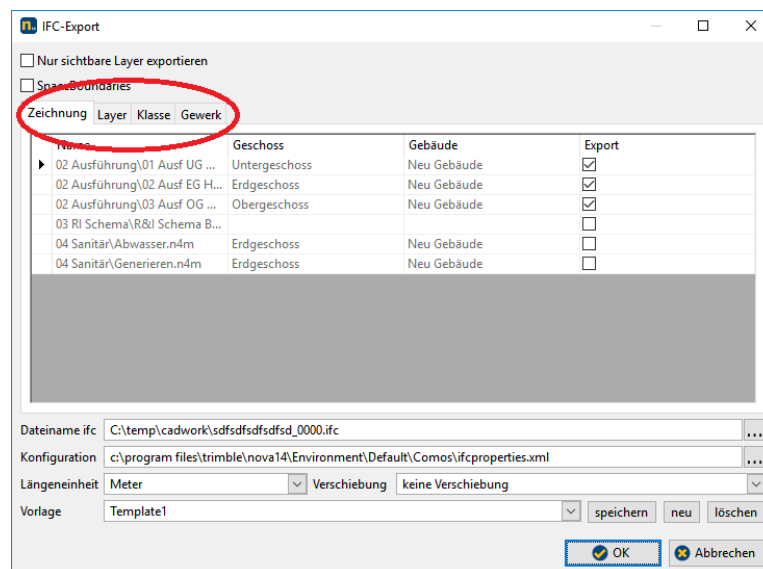 IFC-Export
Nur sichtbare Layer exportieren
SpaceBoundaries
Zeichnung Layer Klasse Gewerk
Name Geschoss Gebäude Export
02 Ausführung\01 Ausf UG ... Untergeschoss Neu Gebäude
02 Ausführung\02 Ausf EG H... Erdgeschoss Neu Gebäude
02 Ausführung\03 Ausf OG ... Obergeschoss Neu Gebäude
03 RI Schema\R&I Schema B...
04 Sanitär\Abwasser.n4m Erdgeschoss Neu Gebäude
04 Sanitär\Generieren.n4m Erdgeschoss Neu Gebäude
Dateiname ifc C:\temp\cadwork\sdfsdfsdfsdfsd_0000.ifc ...
Konfiguration c:\program files\trimble\nova14\Environment\Default\Comos\ifcproperties.xml ...
Längeneinheit Meter Verschiebung keine Verschiebung
Vorlage Template1 speichern neu löschen
OK Abbrechen